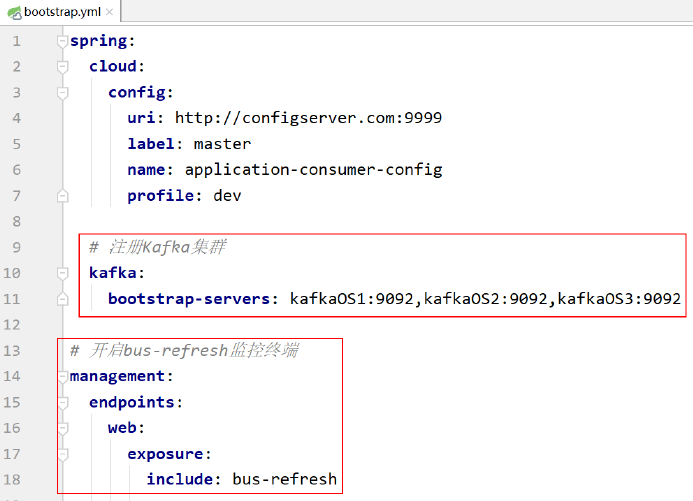 bootstrap.yml
1 spring:
2   cloud:
3     config:
4       uri: http://configserver.com:9999
5       label: master
6       name: application-consumer-config
7       profile: dev
8
9   # 注册Kafka集群
10   kafka:
11     bootstrap-servers: kafkaOS1:9092,kafkaOS2:9092,kafkaOS3:9092
12
13 # 开启bus-refresh监控终端
14 management:
15   endpoints:
16     web:
17       exposure:
18         include: bus-refresh